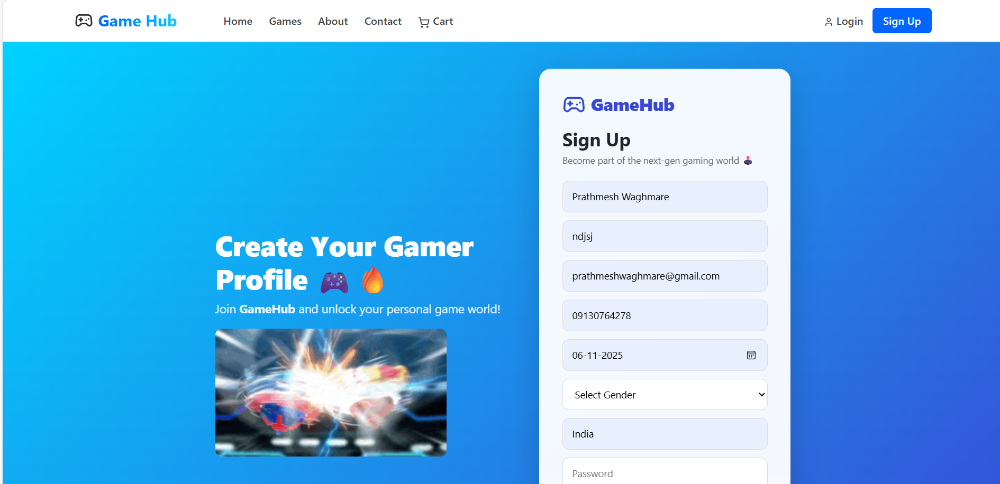 Game Hub
Home
Games
About
Contact
Cart
Login
Sign Up
Create Your Gamer
Profile 🎮 🔥
Join GameHub and unlock your personal game world!
GameHub
Sign Up
Become part of the next-gen gaming world 🕹️
Prathmesh Waghmare
ndjsj
prathmeshwaghmare@gmail.com
09130764278
06-11-2025
Select Gender
India
Password